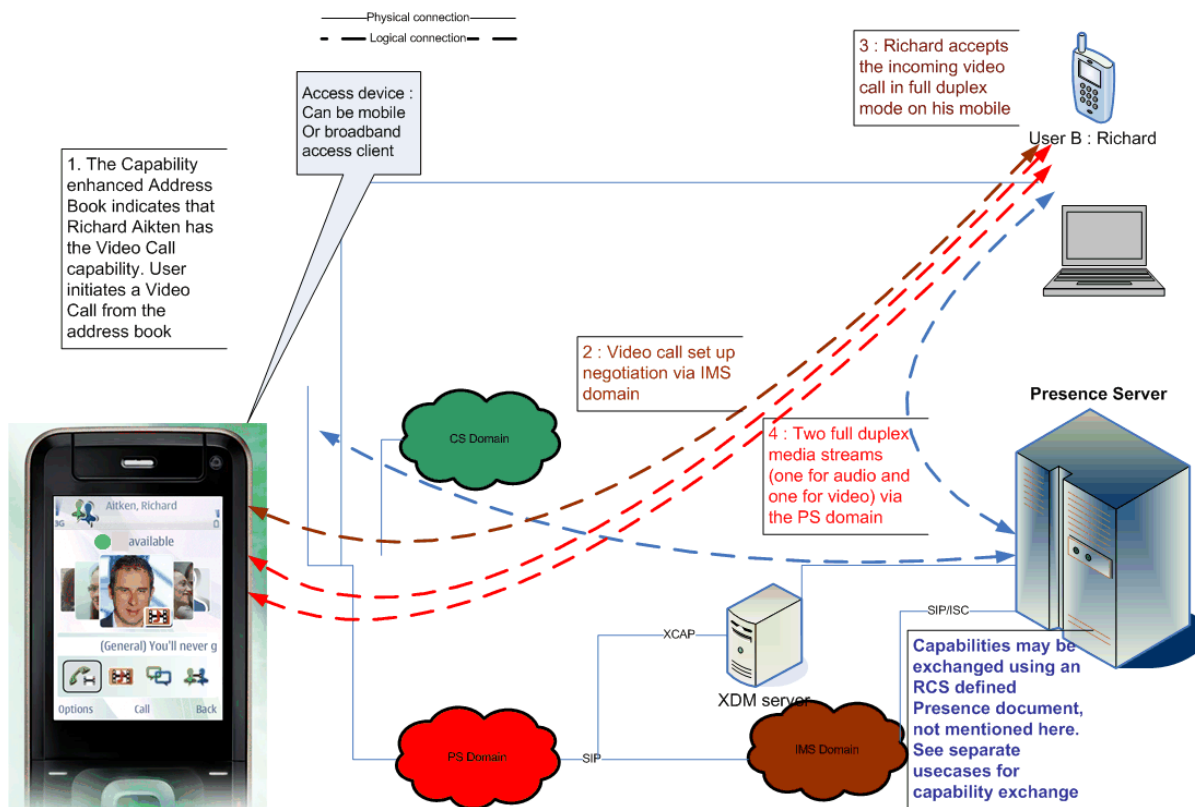 Physical connection
Logical connection
Access device :
Can be mobile
Or broadband
access client
3 : Richard accepts
the incoming video
call in full duplex
mode on his mobile
User B : Richard
1. The Capability
enhanced Address
Book indicates that
Richard Aikten has
the Video Call
capability. User
initiates a Video
Call from the
address book
2 : Video call set up
negotiation via IMS
domain
Presence Server
CS Domain
4 : Two full duplex
media streams
(one for audio and
one for video) via
the PS domain
Aitken, Richard
3G
available
(General) You'll never g
Options
Call
Back
XCAP
SIP/ISC
XDM server
Capabilities may be
exchanged using an
RCS defined
Presence document,
not mentioned here.
See separate
usecases for
capability exchange
PS Domain
SIP
IMS Domain